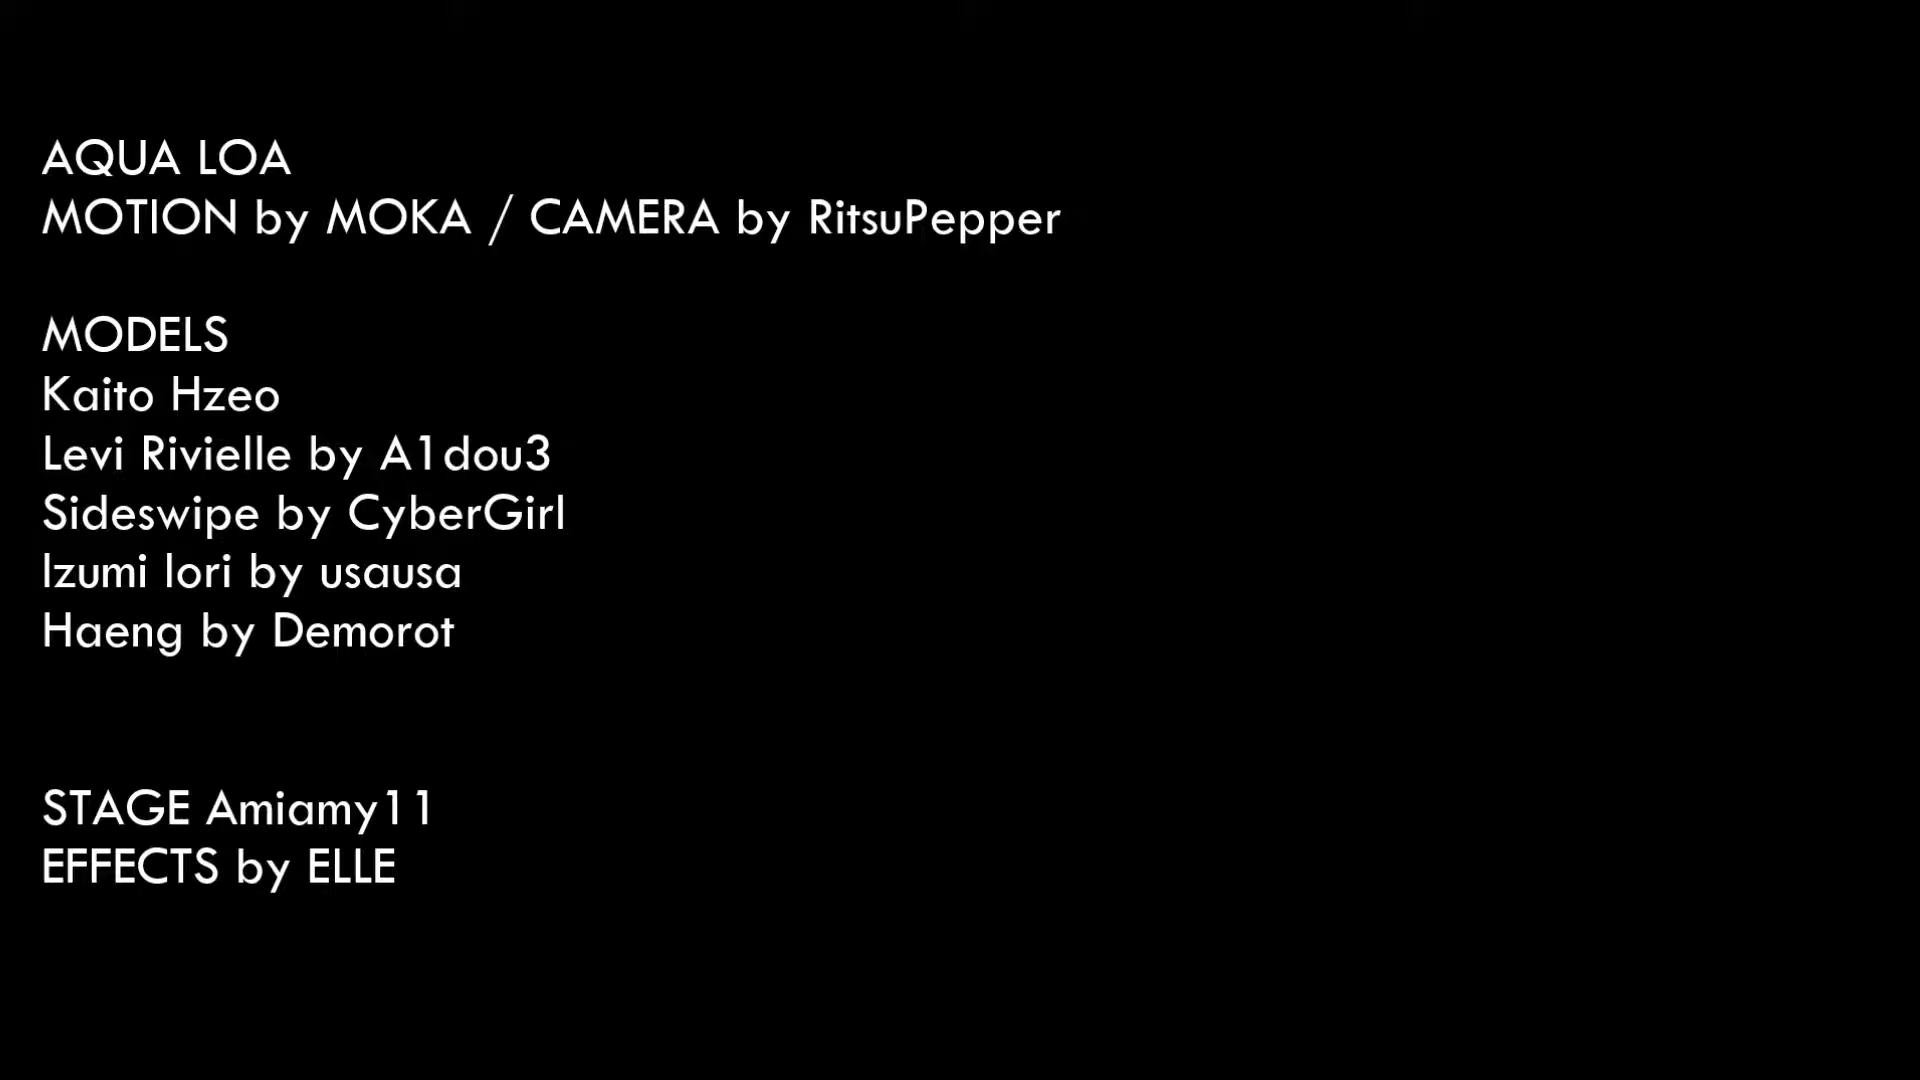 AQUA LOA
MOTION by MOKA / CAMERA by RitsuPepper
MODELS
Kaito Hzeo
Levi Rivielle by A1dou3
Sideswipe by CyberGirl
Izumi Iori by usausa
Haeng by Demorot
STAGE Amiamy11
EFFECTS by ELLE